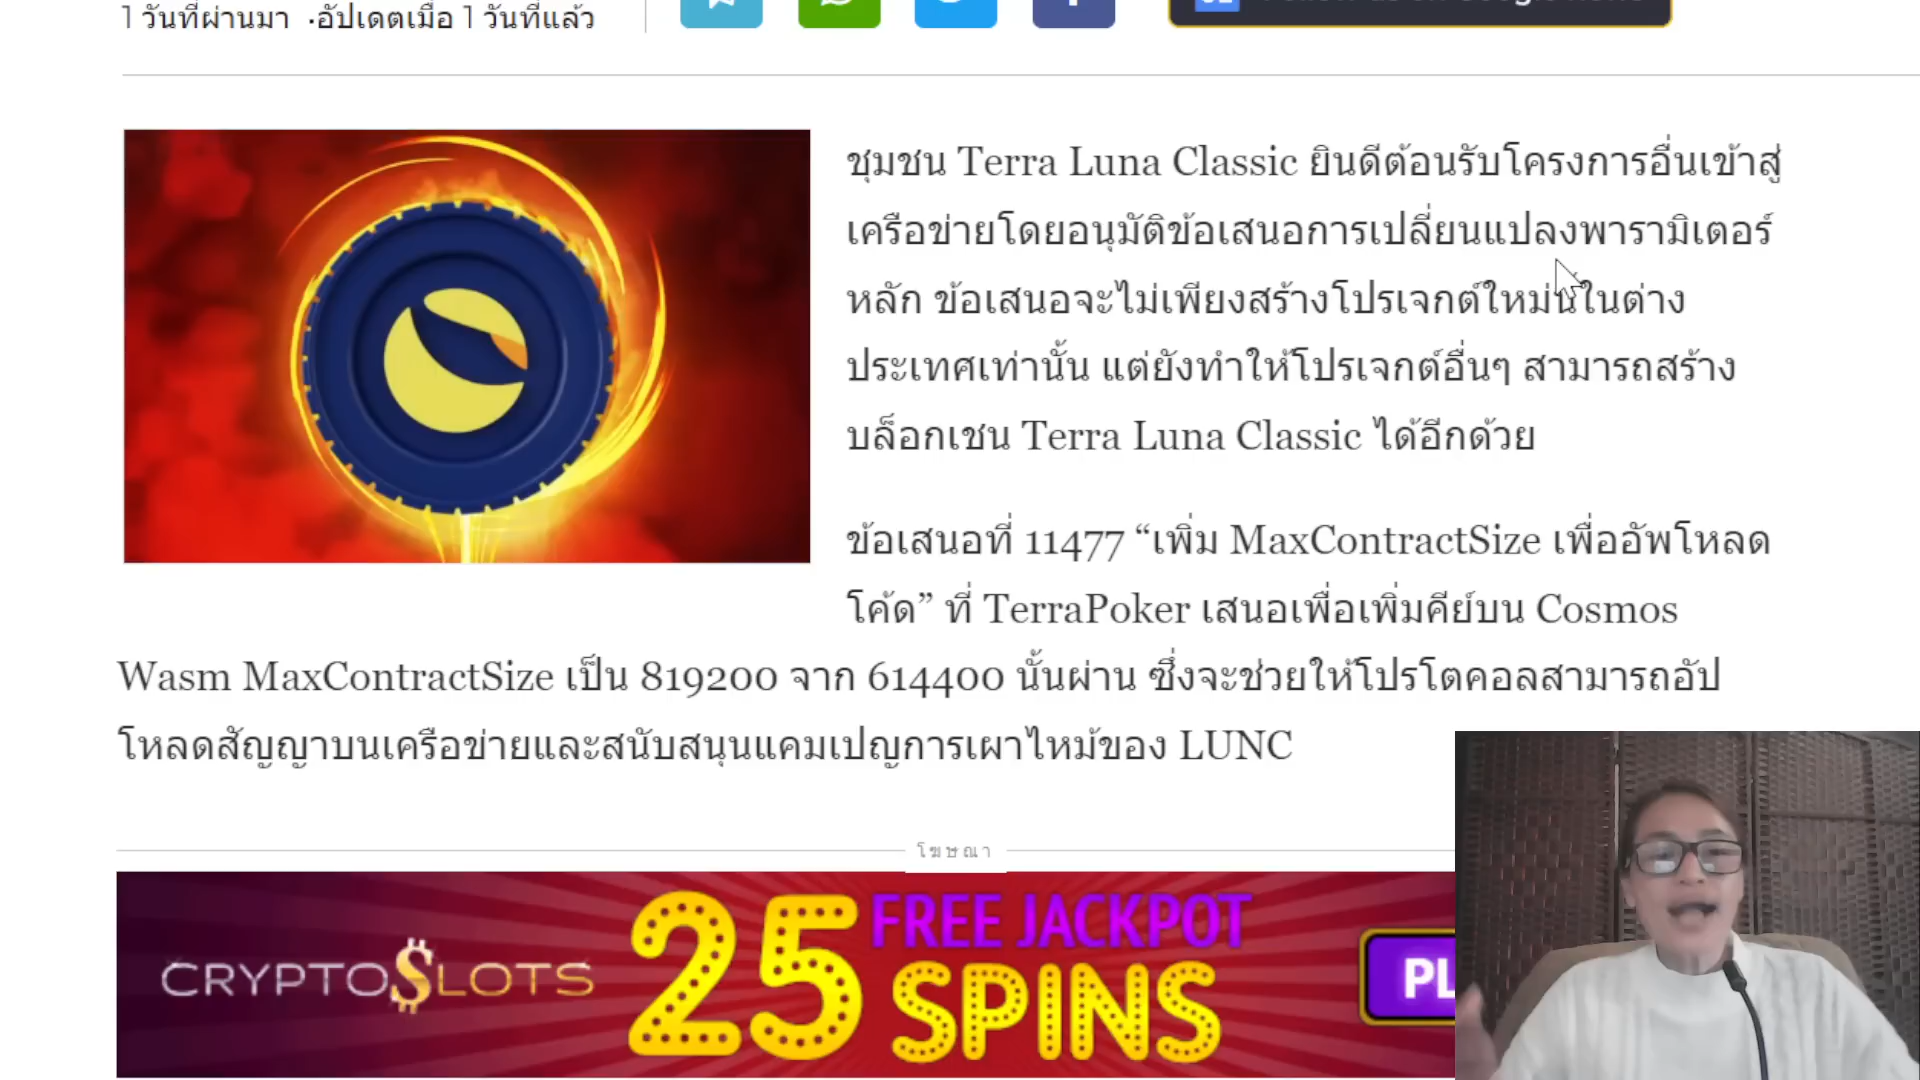 1 วันที่ผ่านมา ·อัปเดตเมื่อ 1 วันที่แล้ว
ชุมชน Terra Luna Classic ยินดีต้อนรับโครงการอื่นเข้าสู่
เครือข่ายโดยอนุมัติข้อเสนอการเปลี่ยนแปลงพารามิเตอร์
หลัก ข้อเสนอจะไม่เพียงสร้างโปรเจกต์ใหม่ในต่าง
ประเทศเท่านั้น แต่ยังทำให้โปรเจกต์อื่นๆ สามารถสร้าง
บล็อกเชน Terra Luna Classic ได้อีกด้วย
ข้อเสนอที่ 11477 “เพิ่ม MaxContractSize เพื่ออัพโหลด
โค้ด” ที่ TerraPoker เสนอเพื่อเพิ่มคีย์บน Cosmos
Wasm MaxContractSize เป็น 819200 จาก 614400 นั้นผ่าน ซึ่งจะช่วยให้โปรโตคอลสามารถอัป
โหลดสัญญาบนเครือข่ายและสนับสนุนแคมเปญการเผาไหม้ของ LUNC
โฆษณา
CRYPTO$LOTS
25 FREE JACKPOT
SPINS
PL